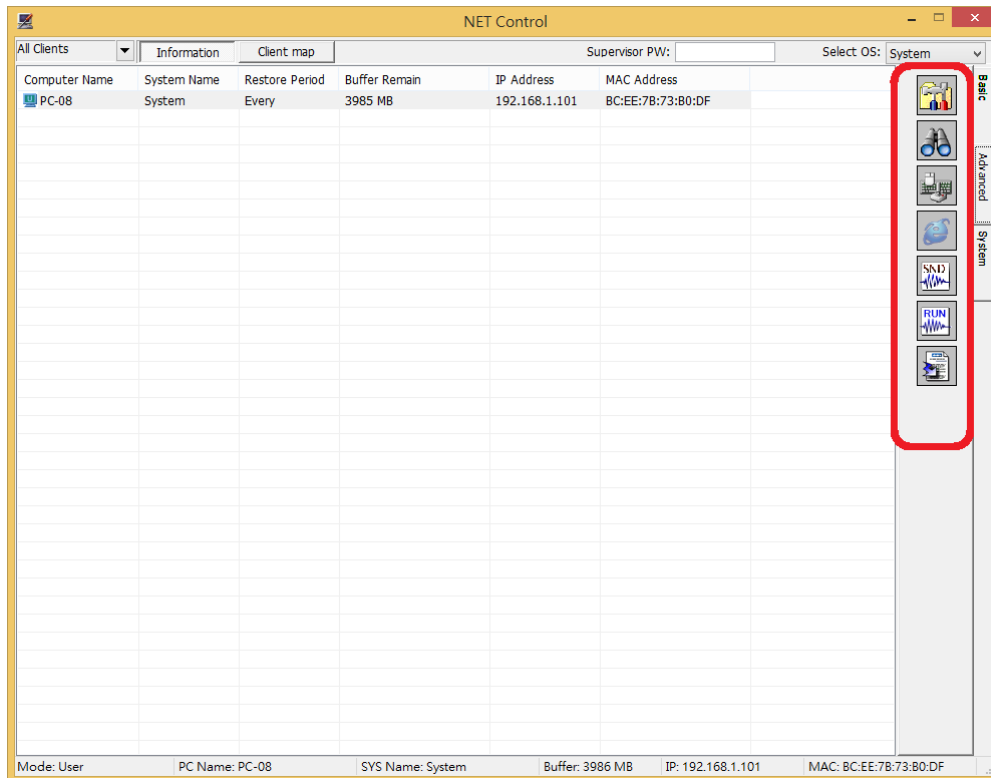 NET Control
All Clients Information Client map Supervisor PW: Select OS: System
Computer Name System Name Restore Period Buffer Remain IP Address MAC Address
PC-08 System Every 3985 MB 192.168.1.101 BC:EE:7B:73:B0:DF
Basic
Advanced
System
SND
RUN
Mode: User PC Name: PC-08 SYS Name: System Buffer: 3986 MB IP: 192.168.1.101 MAC: BC:EE:7B:73:B0:DF